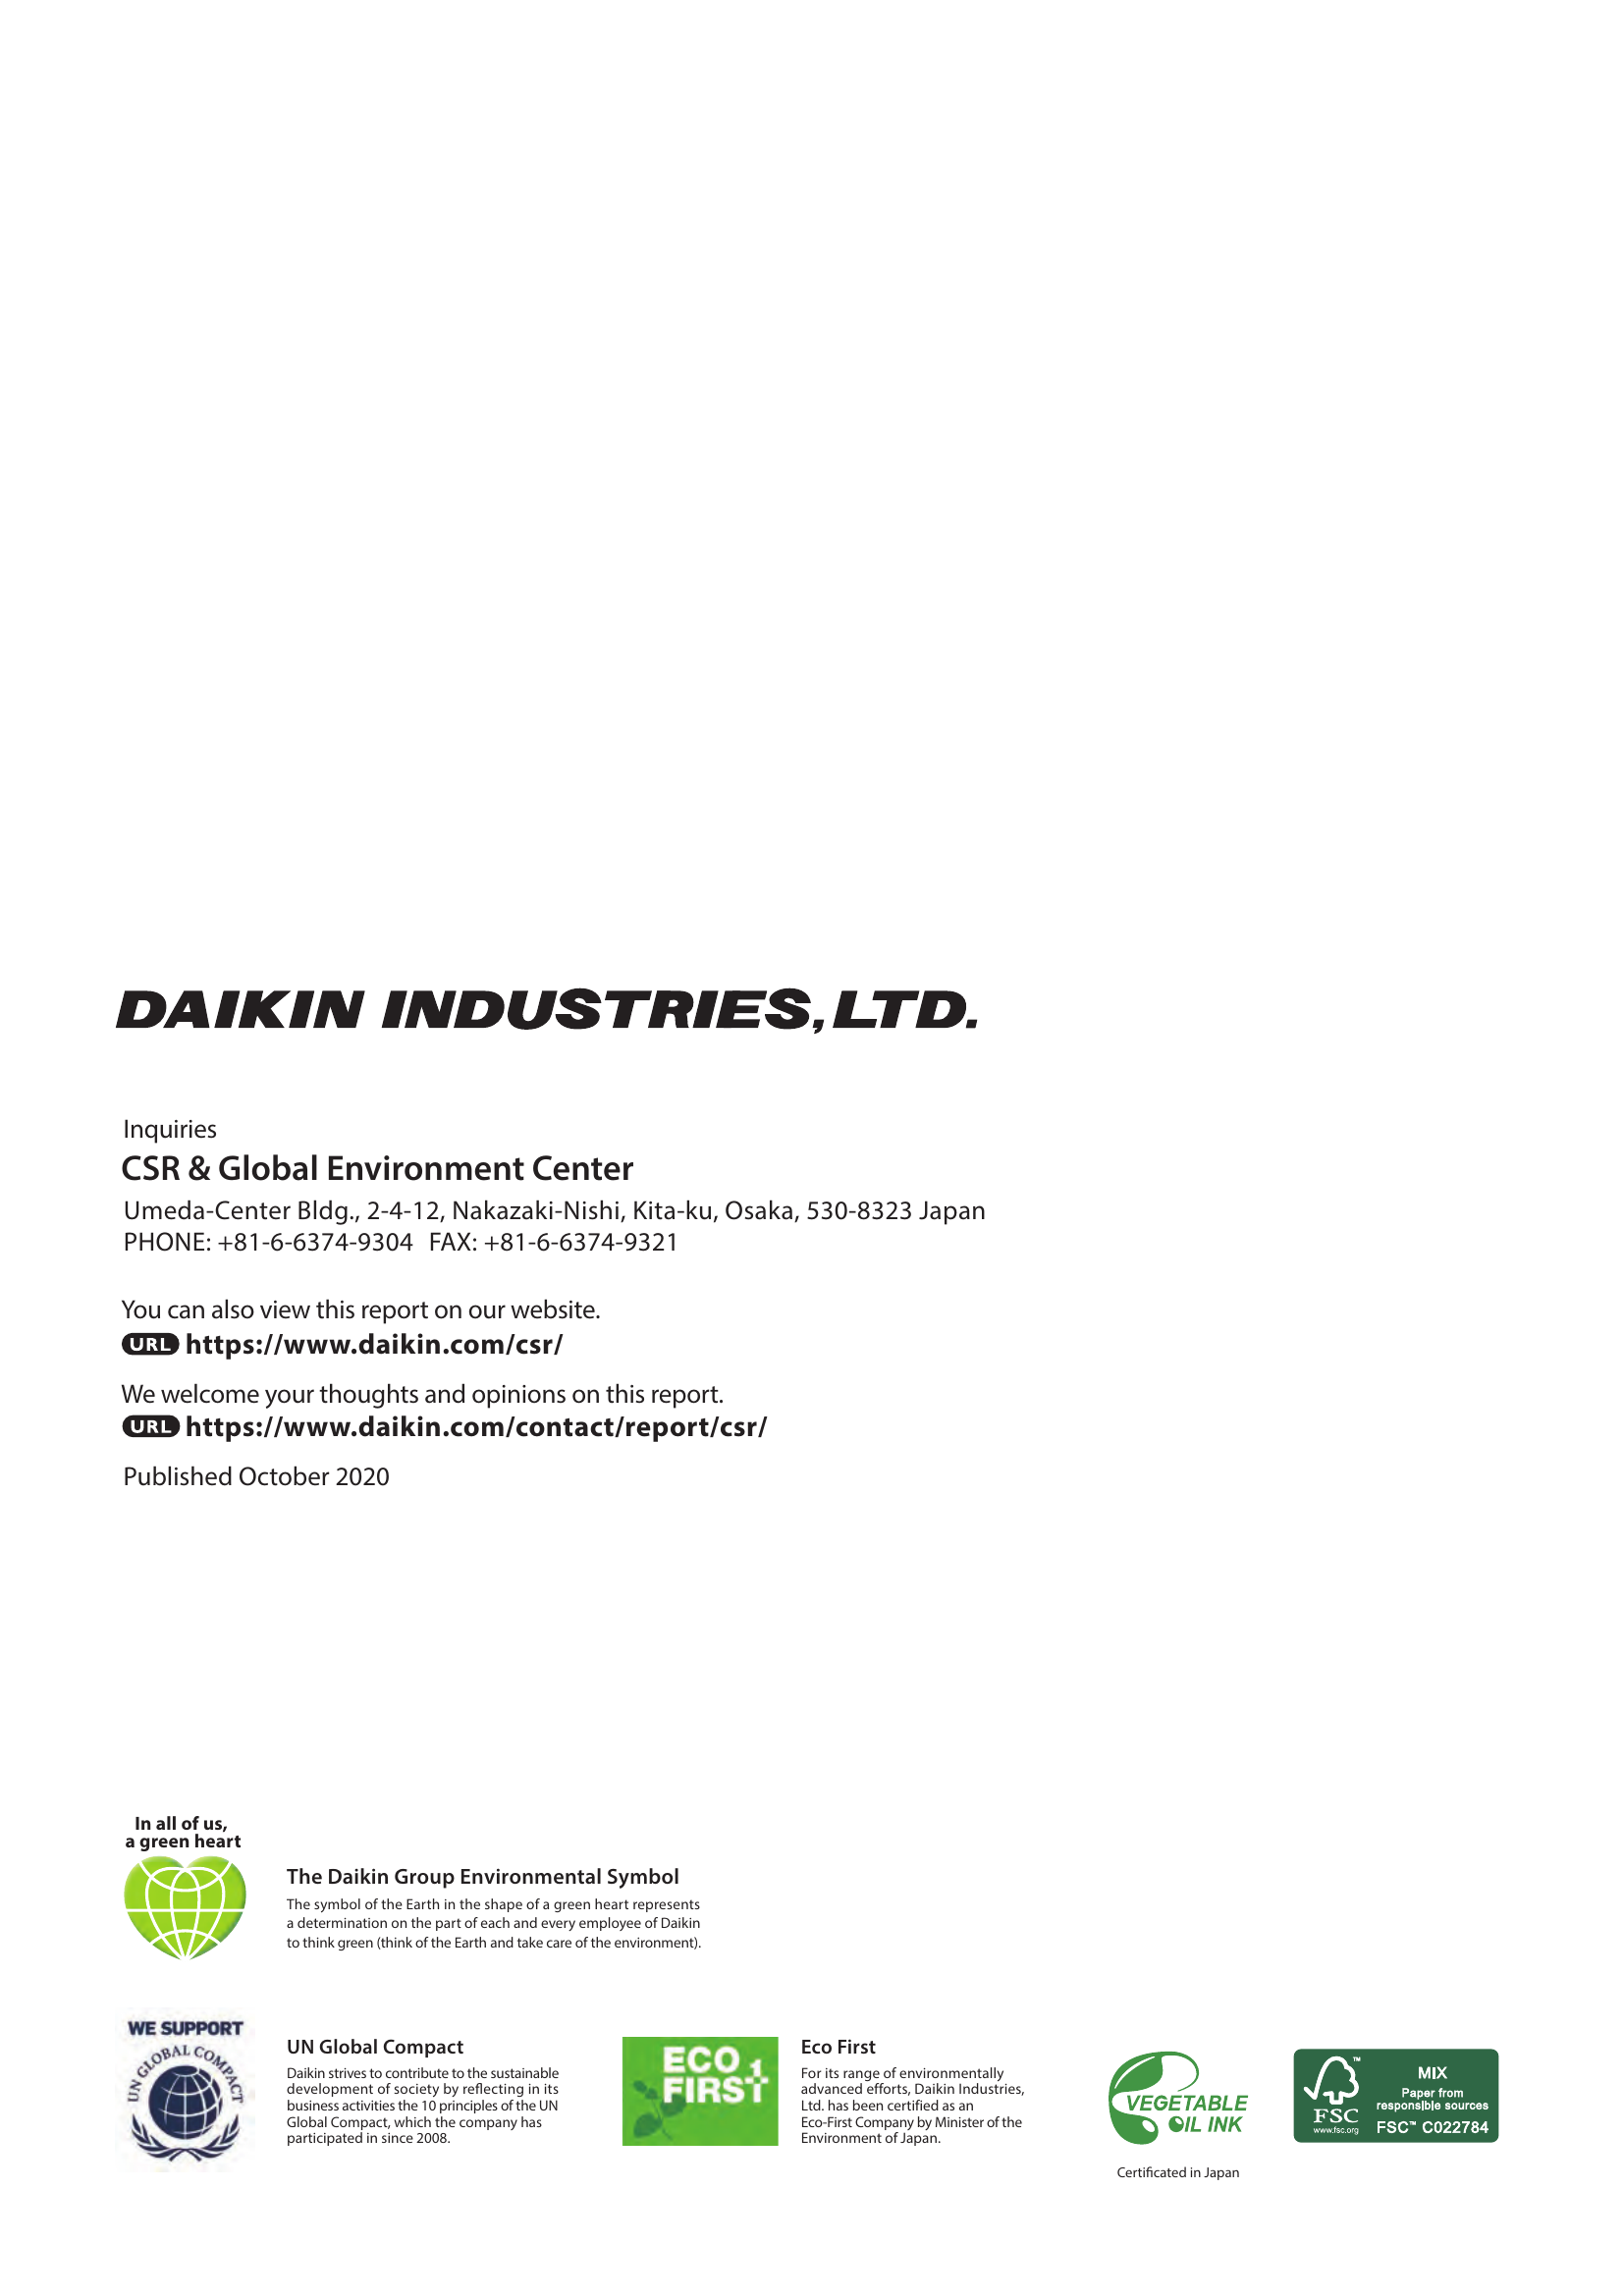 DAIKIN INDUSTRIES, LTD.
Inquiries
CSR & Global Environment Center
Umeda-Center Bldg., 2-4-12, Nakazaki-Nishi, Kita-ku, Osaka, 530-8323 Japan
PHONE: +81-6-6374-9304 FAX: +81-6-6374-9321
You can also view this report on our website.
URL https://www.daikin.com/csr/
We welcome your thoughts and opinions on this report.
URL https://www.daikin.com/contact/report/csr/
Published October 2020
In all of us,
a green heart
The Daikin Group Environmental Symbol
The symbol of the Earth in the shape of a green heart represents
a determination on the part of each and every employee of Daikin
to think green (think of the Earth and take care of the environment).
WE SUPPORT
UN GLOBAL COMPACT
UN Global Compact
Daikin strives to contribute to the sustainable
development of society by reflecting in its
business activities the 10 principles of the UN
Global Compact, which the company has
participated in since 2008.
ECO
FIRST
Eco First
For its range of environmentally
advanced efforts, Daikin Industries,
Ltd. has been certified as an
Eco-First Company by Minister of the
Environment of Japan.
VEGETABLE
OIL INK
Certificated in Japan
™
FSC
www.fsc.org
MIX
Paper from
responsible sources
FSC™ C022784